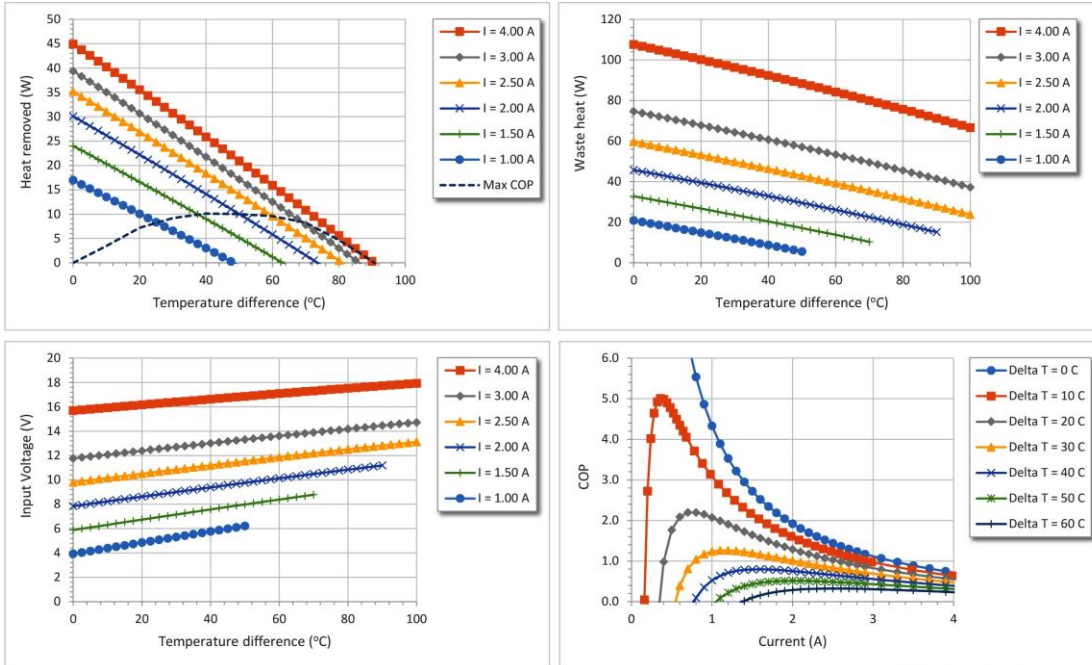 50
45
40
35
30
25
20
15
10
5
0
Heat removed (W)
0 20 40 60 80 100
Temperature difference (°C)
I = 4.00 A
I = 3.00 A
I = 2.50 A
I = 2.00 A
I = 1.50 A
I = 1.00 A
Max COP
120
100
80
60
40
20
0
Waste heat (W)
0 20 40 60 80 100
Temperature difference (°C)
I = 4.00 A
I = 3.00 A
I = 2.50 A
I = 2.00 A
I = 1.50 A
I = 1.00 A
20
18
16
14
12
10
8
6
4
2
0
Input Voltage (V)
0 20 40 60 80 100
Temperature difference (°C)
I = 4.00 A
I = 3.00 A
I = 2.50 A
I = 2.00 A
I = 1.50 A
I = 1.00 A
6.0
5.0
4.0
3.0
2.0
1.0
0.0
COP
0 1 2 3 4
Current (A)
Delta T = 0 C
Delta T = 10 C
Delta T = 20 C
Delta T = 30 C
Delta T = 40 C
Delta T = 50 C
Delta T = 60 C